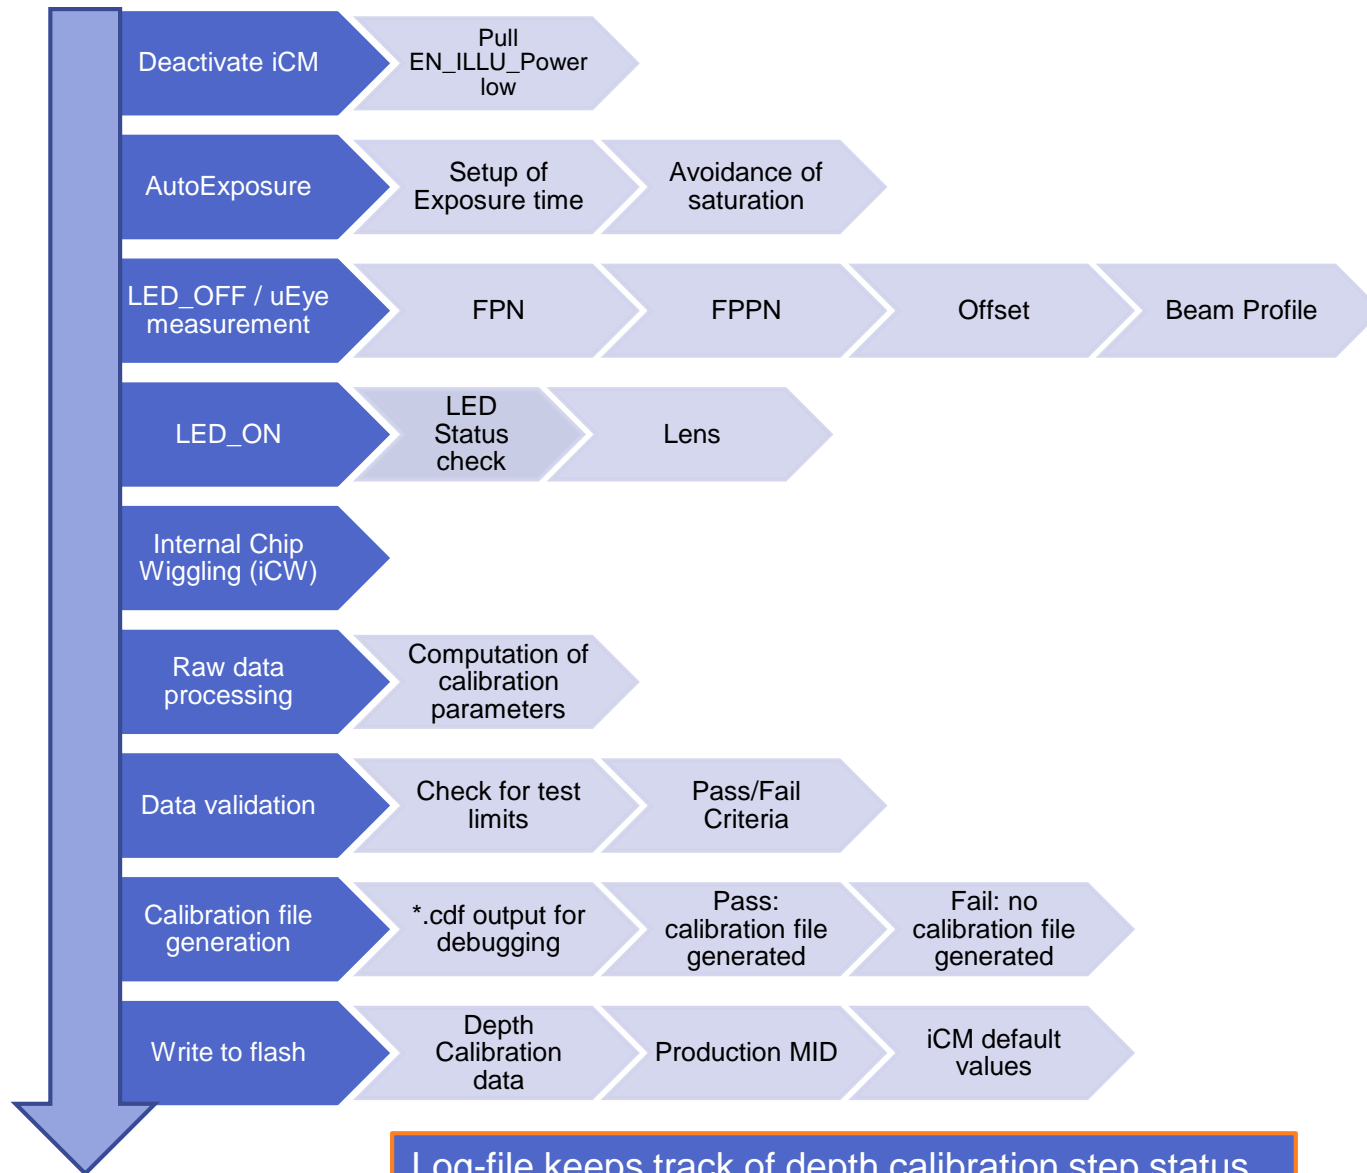 Deactivate iCM
Pull
EN_ILLU_Power
low
AutoExposure
Setup of
Exposure time
Avoidance of
saturation
LED_OFF / uEye
measurement
FPN
FPPN
Offset
Beam Profile
LED_ON
LED
Status
check
Lens
Internal Chip
Wiggling (iCW)
Raw data
processing
Computation of
calibration
parameters
Data validation
Check for test
limits
Pass/Fail
Criteria
Calibration file
generation
*.cdf output for
debugging
Pass:
calibration file
generated
Fail: no
calibration file
generated
Write to flash
Depth
Calibration
data
Production MID
iCM default
values
Log-file keeps track of depth calibration step status